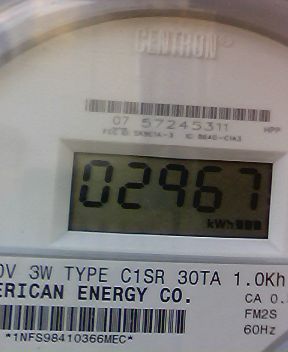 CENTRON®
07 57245311 HPP
02967
kWh
0V 3W TYPE C1SR 30TA 1.0Kh
ERICAN ENERGY CO.
CA 0.
FM2S
60Hz
*1NFS98410366MEC*